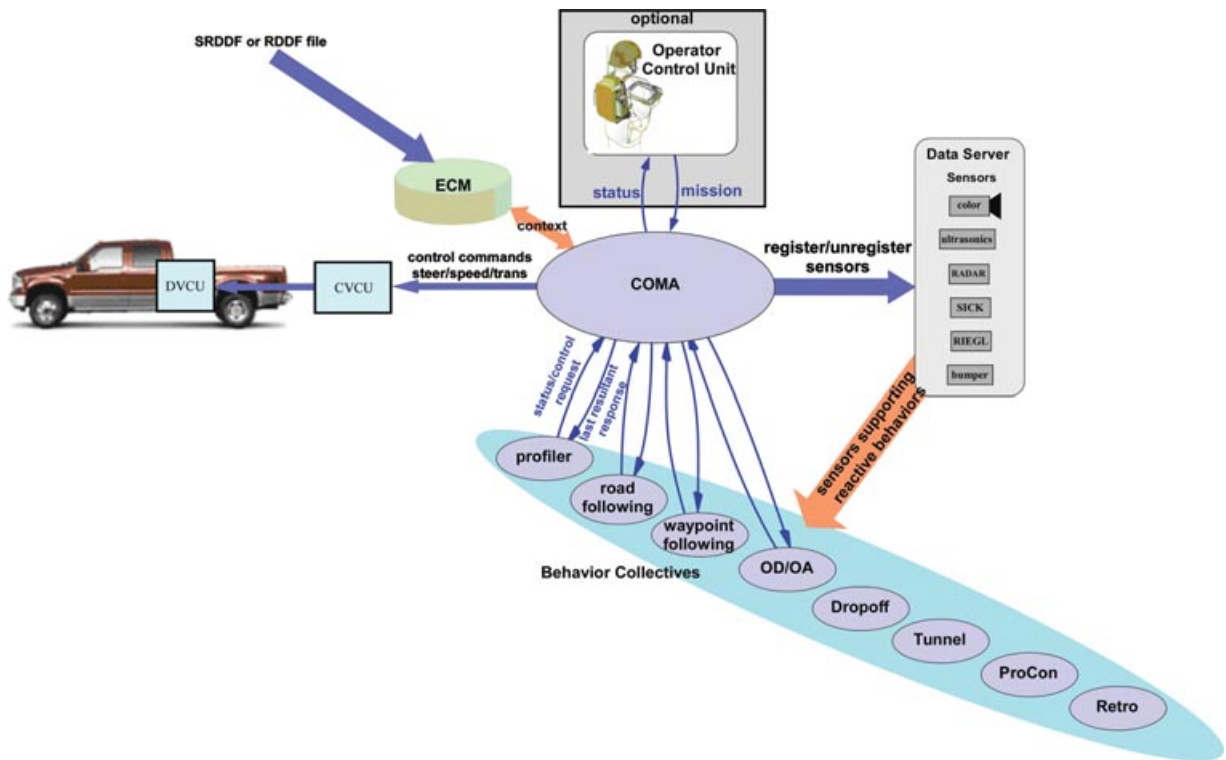 optional
SRDDF or RDDF file
Operator
Control Unit
Data Server
Sensors
color
ultrasonics
RADAR
SICK
RIEGL
bumper
ECM
status
mission
context
control commands
steer/speed/trans
COMA
register/unregister
sensors
DVCU
CVCU
status/control
request
last resultant
response
sensors supporting
reactive behaviors
profiler
road
following
waypoint
following
Behavior Collectives
OD/OA
Dropoff
Tunnel
ProCon
Retro